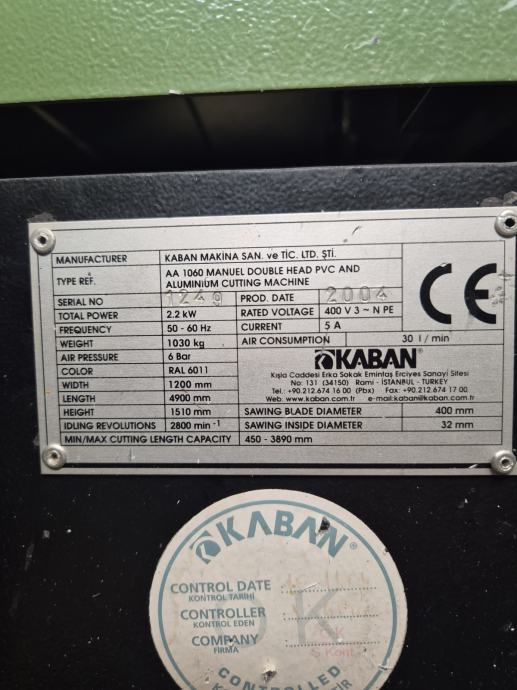 MANUFACTURER KABAN MAKİNA SAN. ve TİC. LTD. ŞTİ.
TYPE REF. AA 1060 MANUEL DOUBLE HEAD PVC AND
ALUMINIUM CUTTING MACHINE
SERIAL NO 1249 PROD. DATE 2004
TOTAL POWER 2.2 kW RATED VOLTAGE 400 V 3 ~ N PE
FREQUENCY 50 - 60 Hz CURRENT 5 A
WEIGHT 1030 kg AIR CONSUMPTION 30 l / min
AIR PRESSURE 6 Bar
COLOR RAL 6011
WIDTH 1200 mm
LENGTH 4900 mm
HEIGHT 1510 mm
IDLING REVOLUTIONS 2800 min⁻¹
MIN/MAX CUTTING LENGTH CAPACITY 450 - 3890 mm
KABAN
Kışla Caddesi Erka Sokak Emintaş Erciyes Sanayi Sitesi
No: 131 (34150) Rami - İSTANBUL - TURKEY
Tel.: +90.212.674 16 00 (Pbx) Fax: +90.212.674 17 00
Web: www.kaban.com.tr e-mail:kaban@kaban.com.tr
SAWING BLADE DIAMETER 400 mm
SAWING INSIDE DIAMETER 32 mm
CE
KABAN
CONTROL DATE
KONTROL TARİHİ
CONTROLLER
KONTROL EDEN
COMPANY
FİRMA
K
CONTROLLED